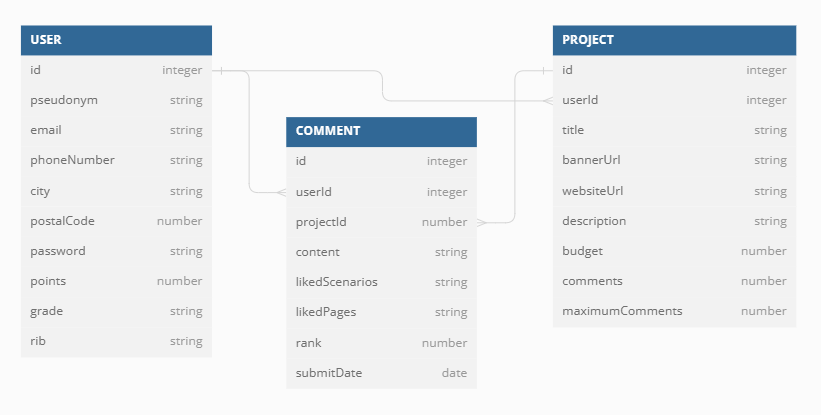 USER
id integer
pseudonym string
email string
phoneNumber string
city string
postalCode number
password string
points number
grade string
rib string
COMMENT
id integer
userId integer
projectId number
content string
likedScenarios string
likedPages string
rank number
submitDate date
PROJECT
id integer
userId integer
title string
bannerUrl string
websiteUrl string
description string
budget number
comments number
maximumComments number